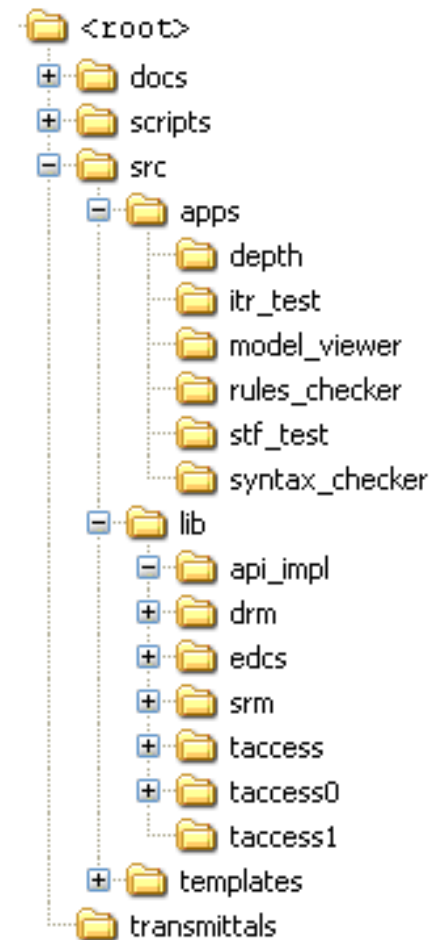 <root>
docs
scripts
src
apps
depth
itr_test
model_viewer
rules_checker
stf_test
syntax_checker
lib
api_impl
drm
edcs
srm
taccess
taccess0
taccess1
templates
transmittals